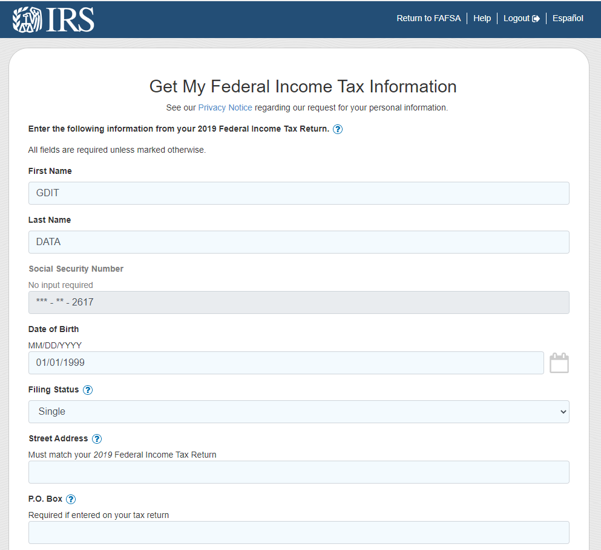 IRS
Return to FAFSA | Help | Logout | Español
Get My Federal Income Tax Information
See our Privacy Notice regarding our request for your personal information.
Enter the following information from your 2019 Federal Income Tax Return. ?
All fields are required unless marked otherwise.
First Name
GDIT
Last Name
DATA
Social Security Number
No input required
*** - ** - 2617
Date of Birth
MM/DD/YYYY
01/01/1999
Filing Status ?
Single
Street Address ?
Must match your 2019 Federal Income Tax Return
P.O. Box ?
Required if entered on your tax return